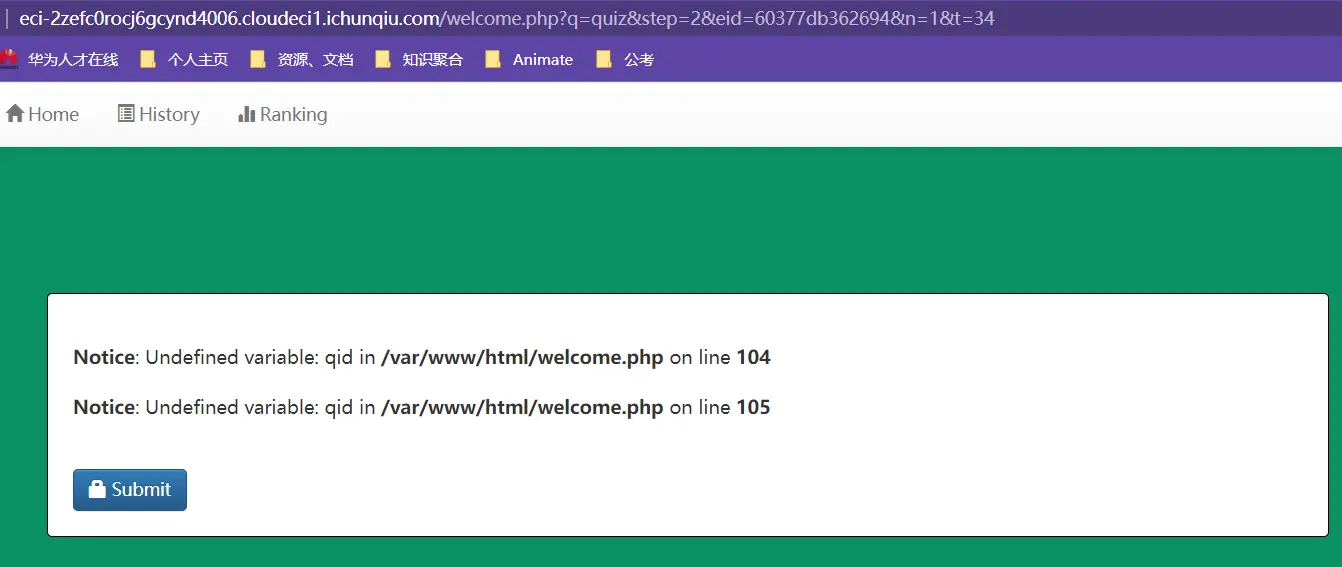 eci-2zefc0rocj6gcynd4006.cloudeci1.ichunqiu.com/welcome.php?q=quiz&step=2&eid=60377db362694&n=1&t=34
华为人才在线 个人主页 资源、文档 知识聚合 Animate 公考
Home History Ranking
Notice: Undefined variable: qid in /var/www/html/welcome.php on line 104
Notice: Undefined variable: qid in /var/www/html/welcome.php on line 105
Submit